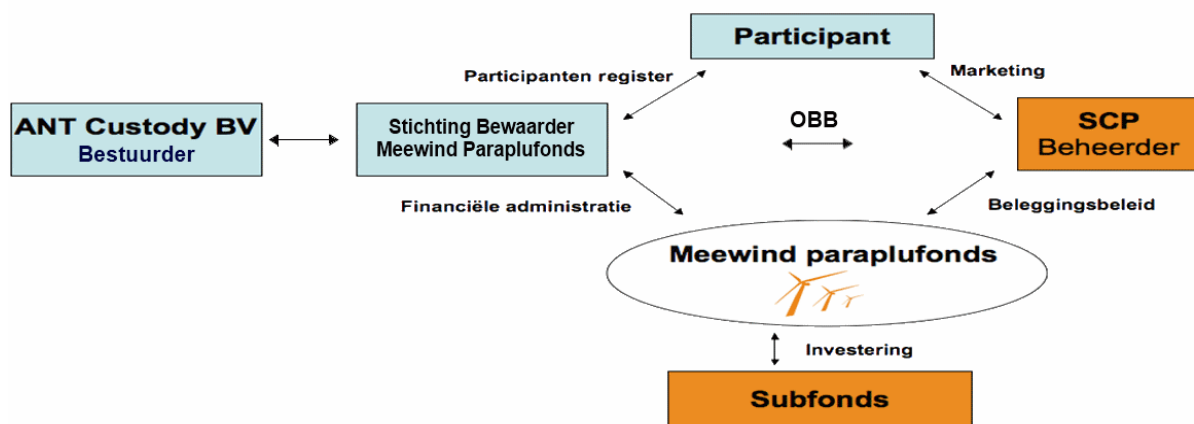 Participant
Participanten register
Marketing
ANT Custody BV
Bestuurder
Stichting Bewaarder
Meewind Paraplufonds
OBB
SCP
Beheerder
Financiële administratie
Beleggingsbeleid
Meewind paraplufonds
Investering
Subfonds